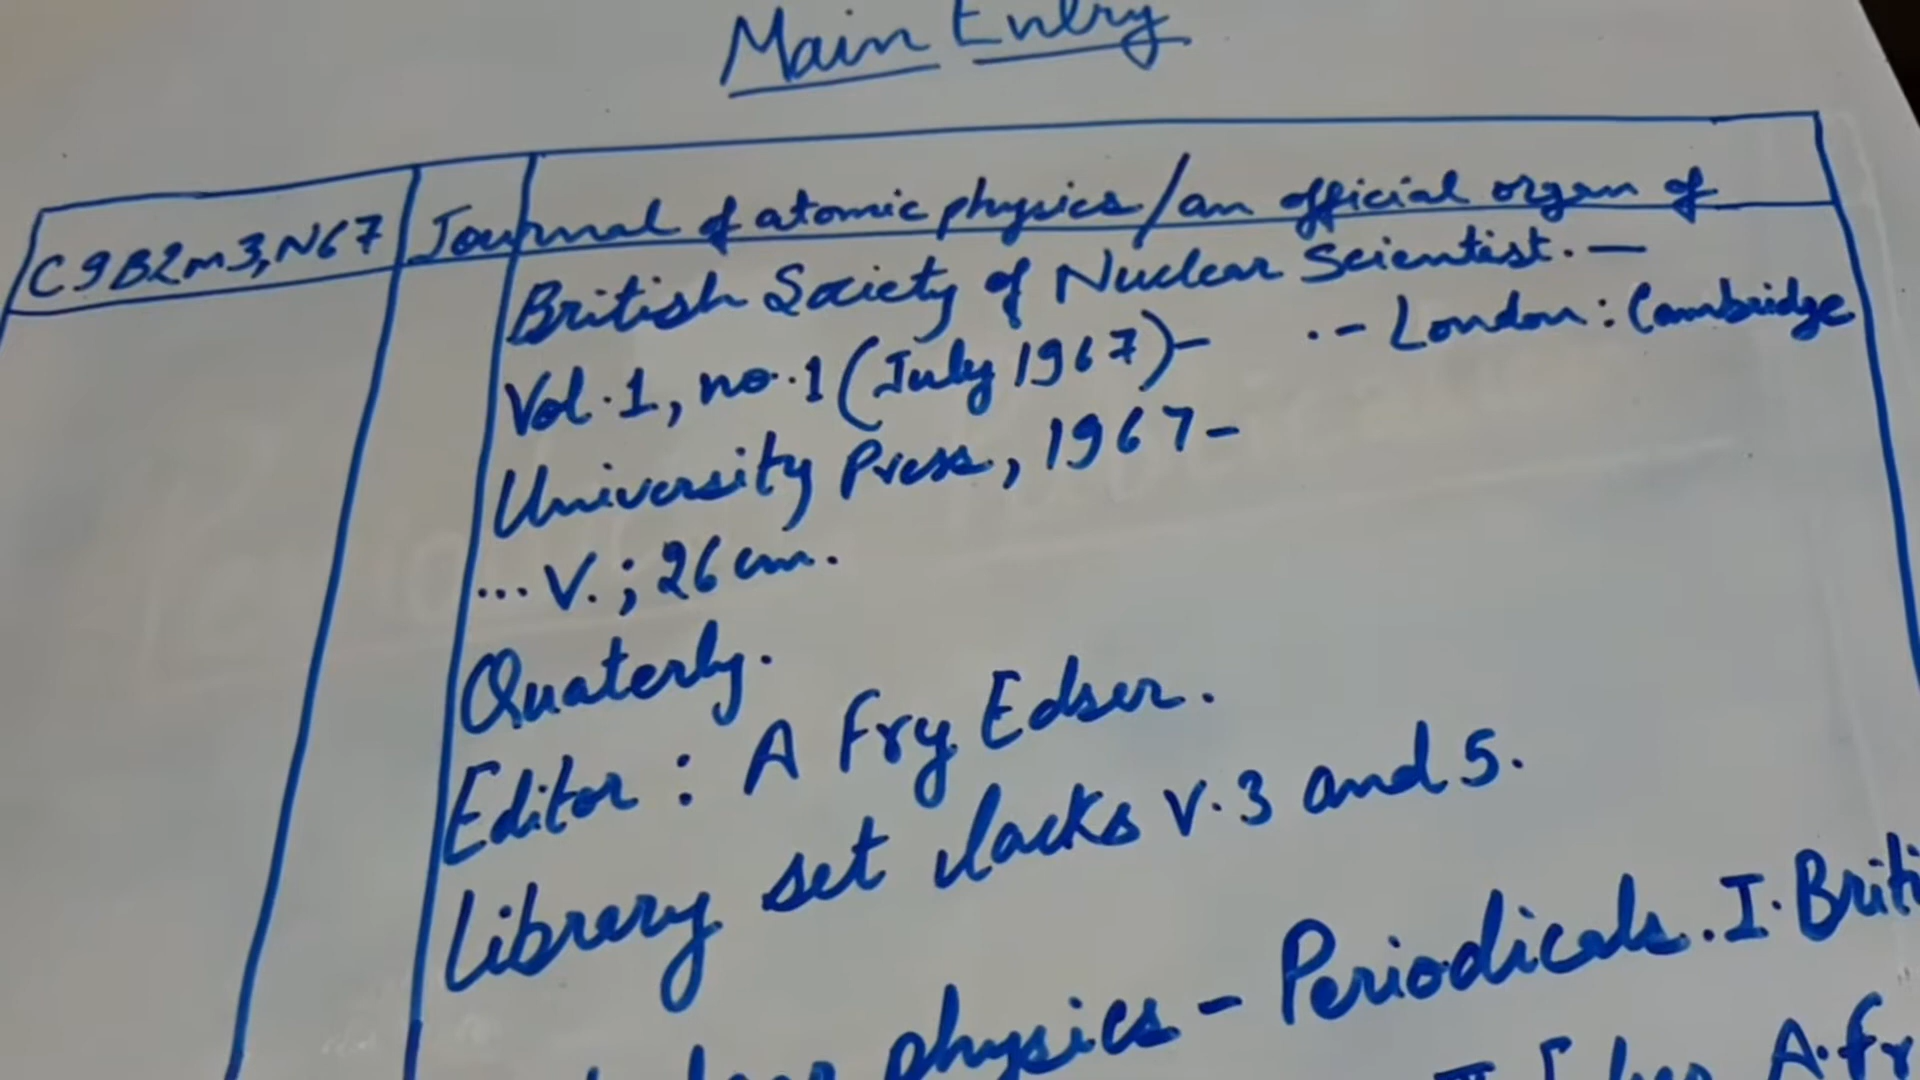 Main Entry
C9B2m3,N67 Journal of atomic physics/an official organ of
British Society of Nuclear Scientist. —
Vol. 1, no. 1 (July 1967)- .- London: Cambridge
University Press, 1967-
... V.; 26 cm.
Quaterly.
Editor: A Fry Edser.
Library set lacks v. 3 and 5.
physics - Periodicals. I. Briti
II A. Fr